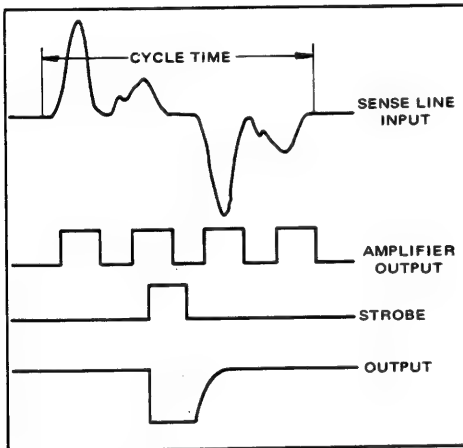 CYCLE TIME
SENSE LINE
INPUT
AMPLIFIER
OUTPUT
STROBE
OUTPUT